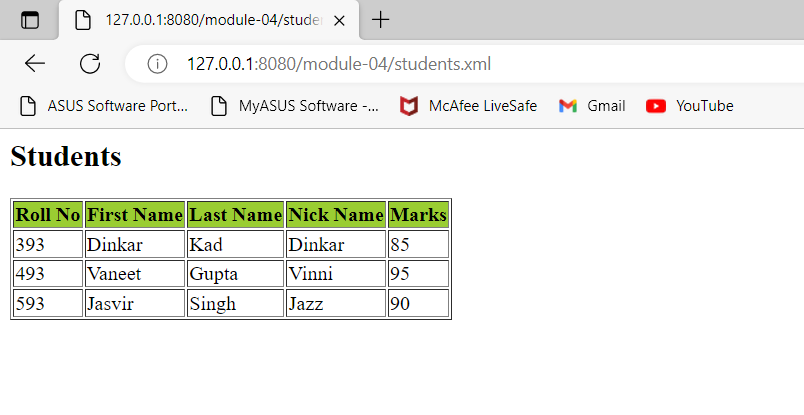 127.0.0.1:8080/module-04/studer
127.0.0.1:8080/module-04/students.xml
ASUS Software Port... MyASUS Software -... McAfee LiveSafe Gmail YouTube
Students
Roll No First Name Last Name Nick Name Marks
393 Dinkar Kad Dinkar 85
493 Vaneet Gupta Vinni 95
593 Jasvir Singh Jazz 90